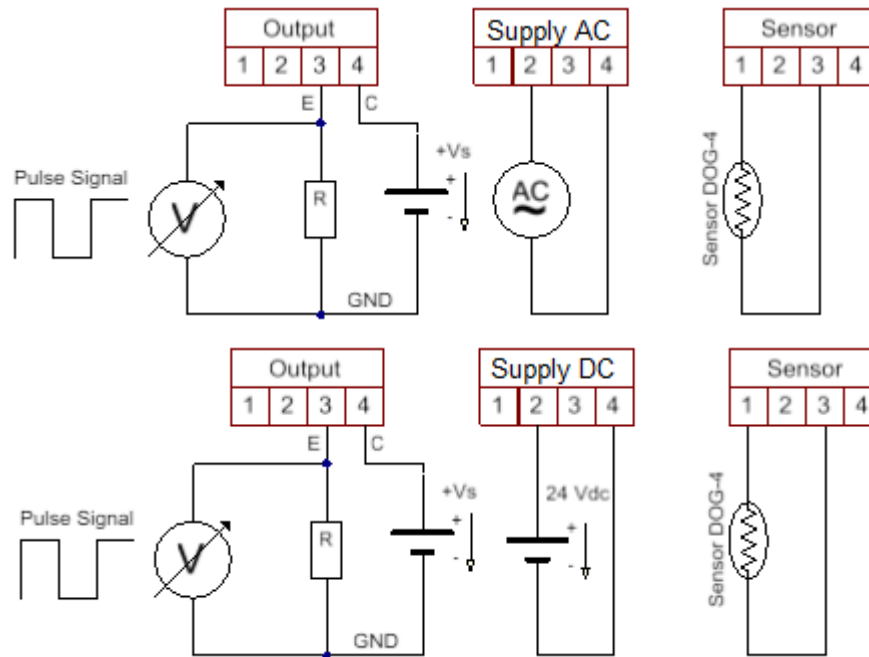 Output Supply AC Sensor
1 2 3 4 1 2 3 4 1 2 3 4
E C
+Vs
Pulse Signal + AC Sensor DOG-4
V R -
GND
Output Supply DC Sensor
1 2 3 4 1 2 3 4 1 2 3 4
E C
+Vs 24 Vdc
Pulse Signal + + Sensor DOG-4
V R - -
GND